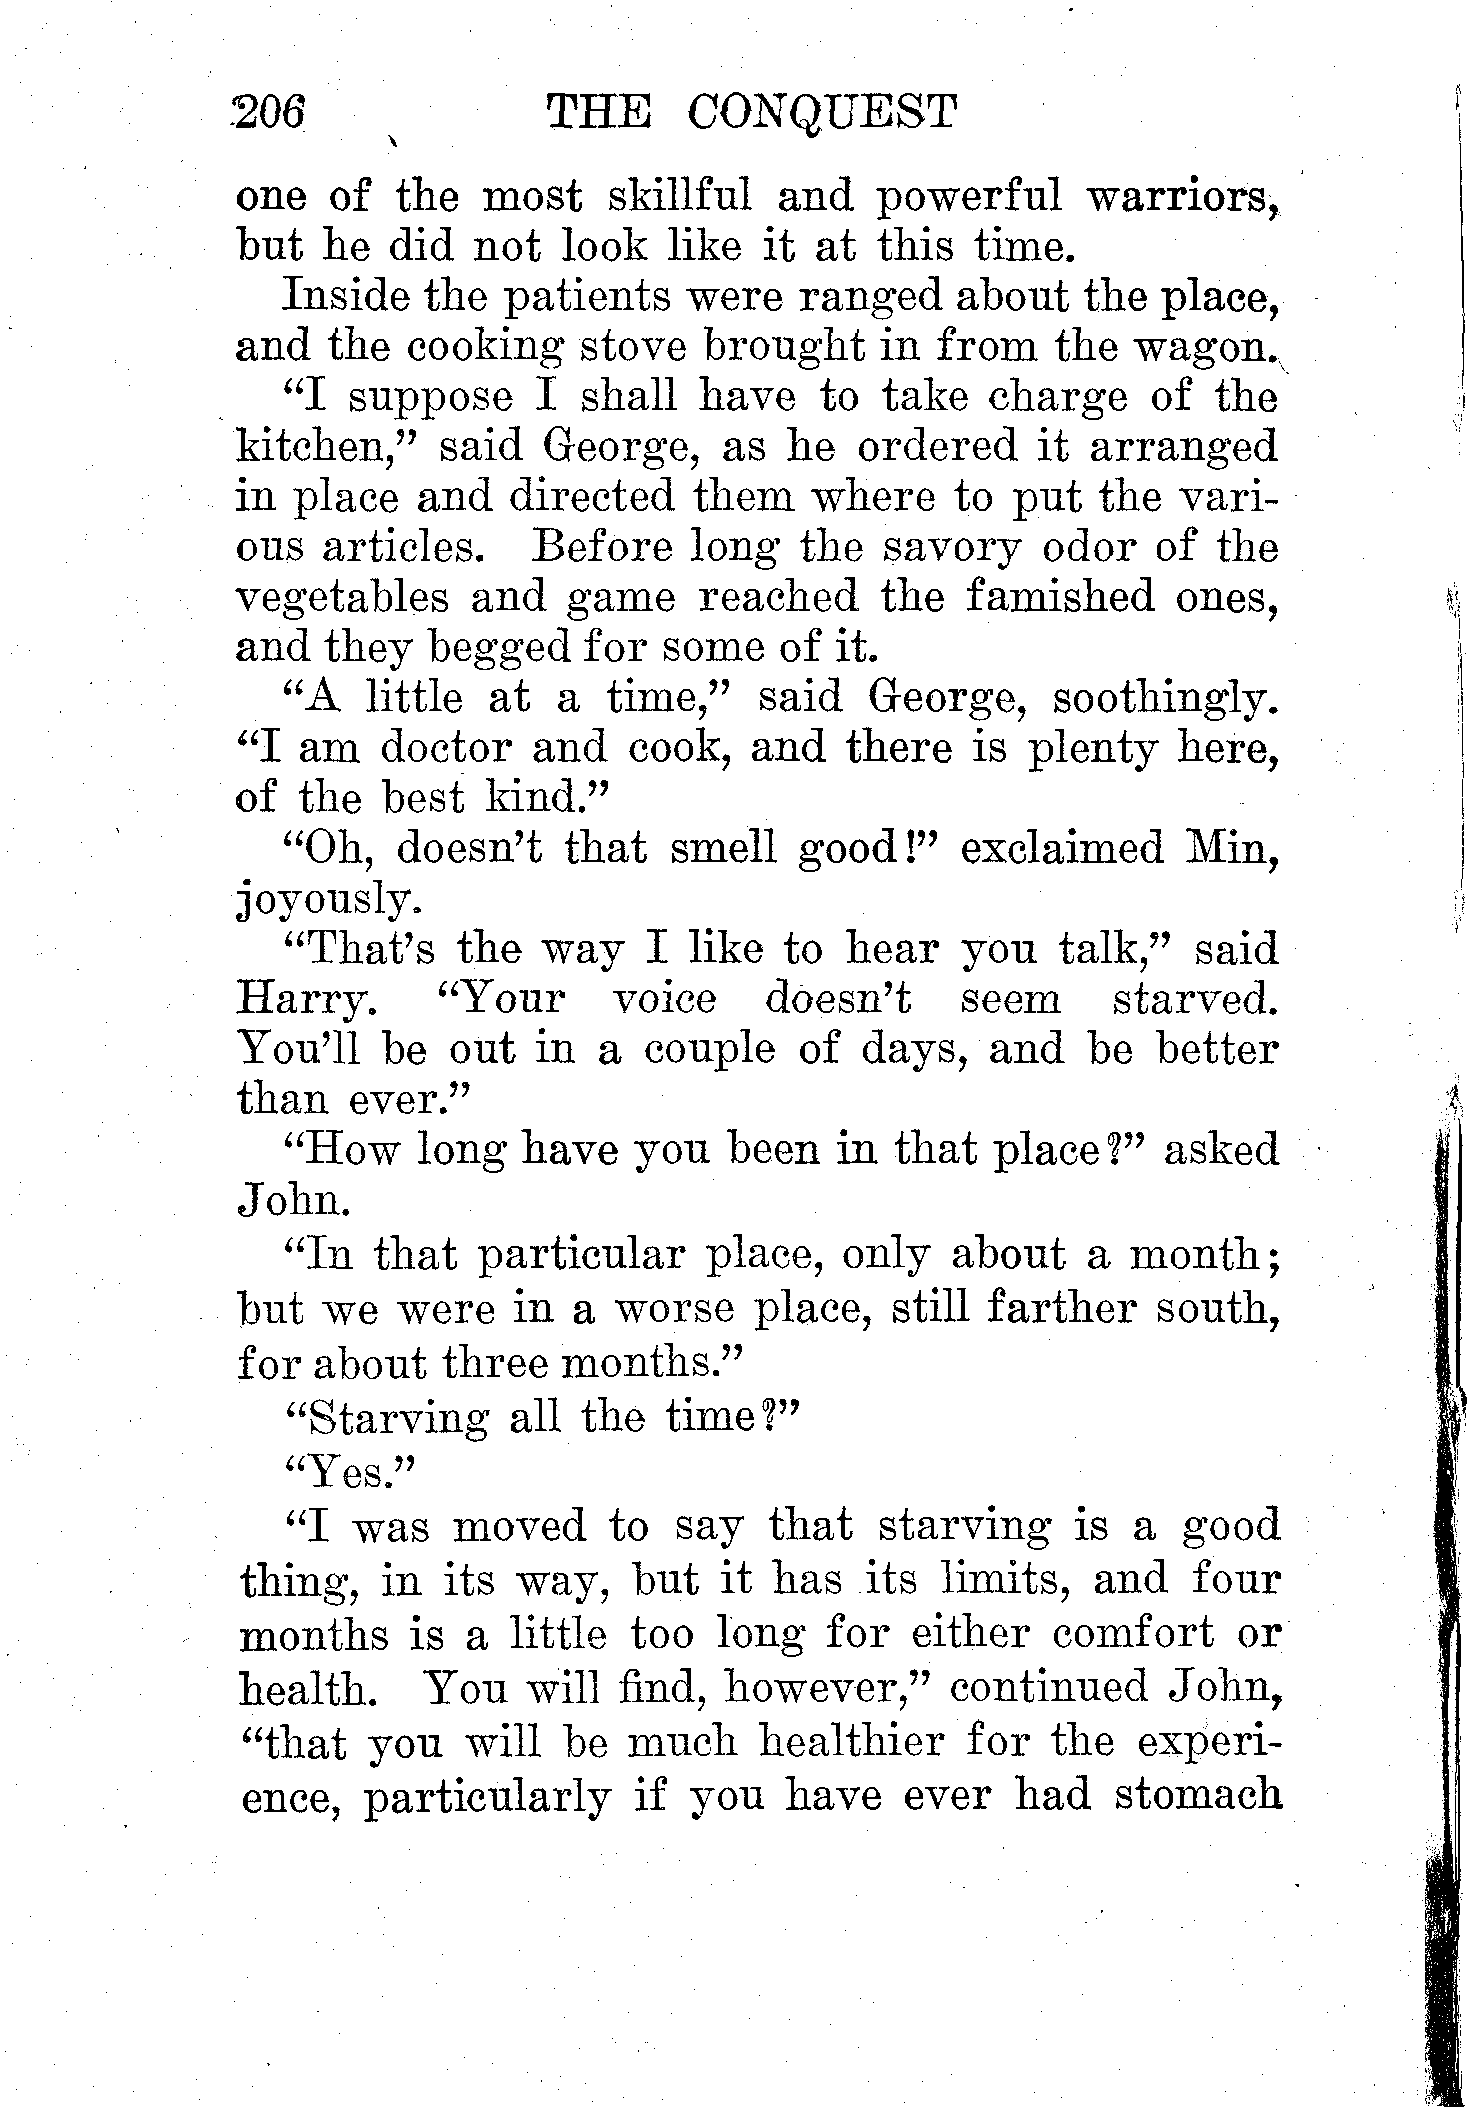 206 THE CONQUEST
one of the most skillful and powerful warriors,
but he did not look like it at this time.
Inside the patients were ranged about the place,
and the cooking stove brought in from the wagon.
“I suppose I shall have to take charge of the
kitchen,” said George, as he ordered it arranged
in place and directed them where to put the vari-
ous articles. Before long the savory odor of the
vegetables and game reached the famished ones,
and they begged for some of it.
“A little at a time,” said George, soothingly.
“I am doctor and cook, and there is plenty here,
of the best kind.”
“Oh, doesn’t that smell good!” exclaimed Min,
joyously.
“That’s the way I like to hear you talk,” said
Harry. “Your voice doesn’t seem starved.
You’ll be out in a couple of days, and be better
than ever.”
“How long have you been in that place?” asked
John.
“In that particular place, only about a month;
but we were in a worse place, still farther south,
for about three months.”
“Starving all the time?”
“Yes.”
“I was moved to say that starving is a good
thing, in its way, but it has its limits, and four
months is a little too long for either comfort or
health. You will find, however,” continued John,
“that you will be much healthier for the experi-
ence, particularly if you have ever had stomach